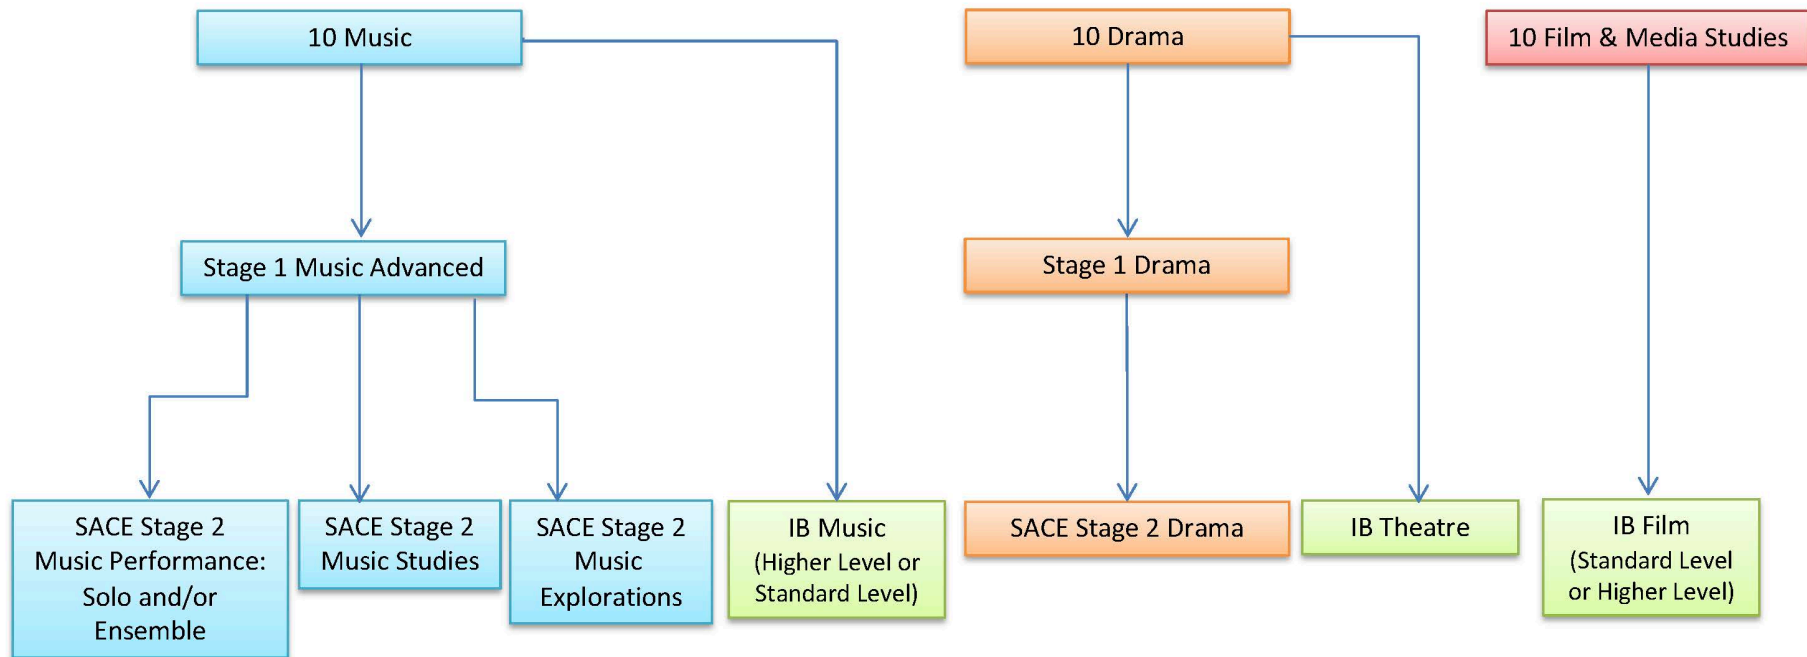 10 Music
10 Drama
10 Film & Media Studies
Stage 1 Music Advanced
Stage 1 Drama
SACE Stage 2
Music Performance:
Solo and/or
Ensemble
SACE Stage 2
Music Studies
SACE Stage 2
Music
Explorations
IB Music
(Higher Level or
Standard Level)
SACE Stage 2 Drama
IB Theatre
IB Film
(Standard Level
or Higher Level)